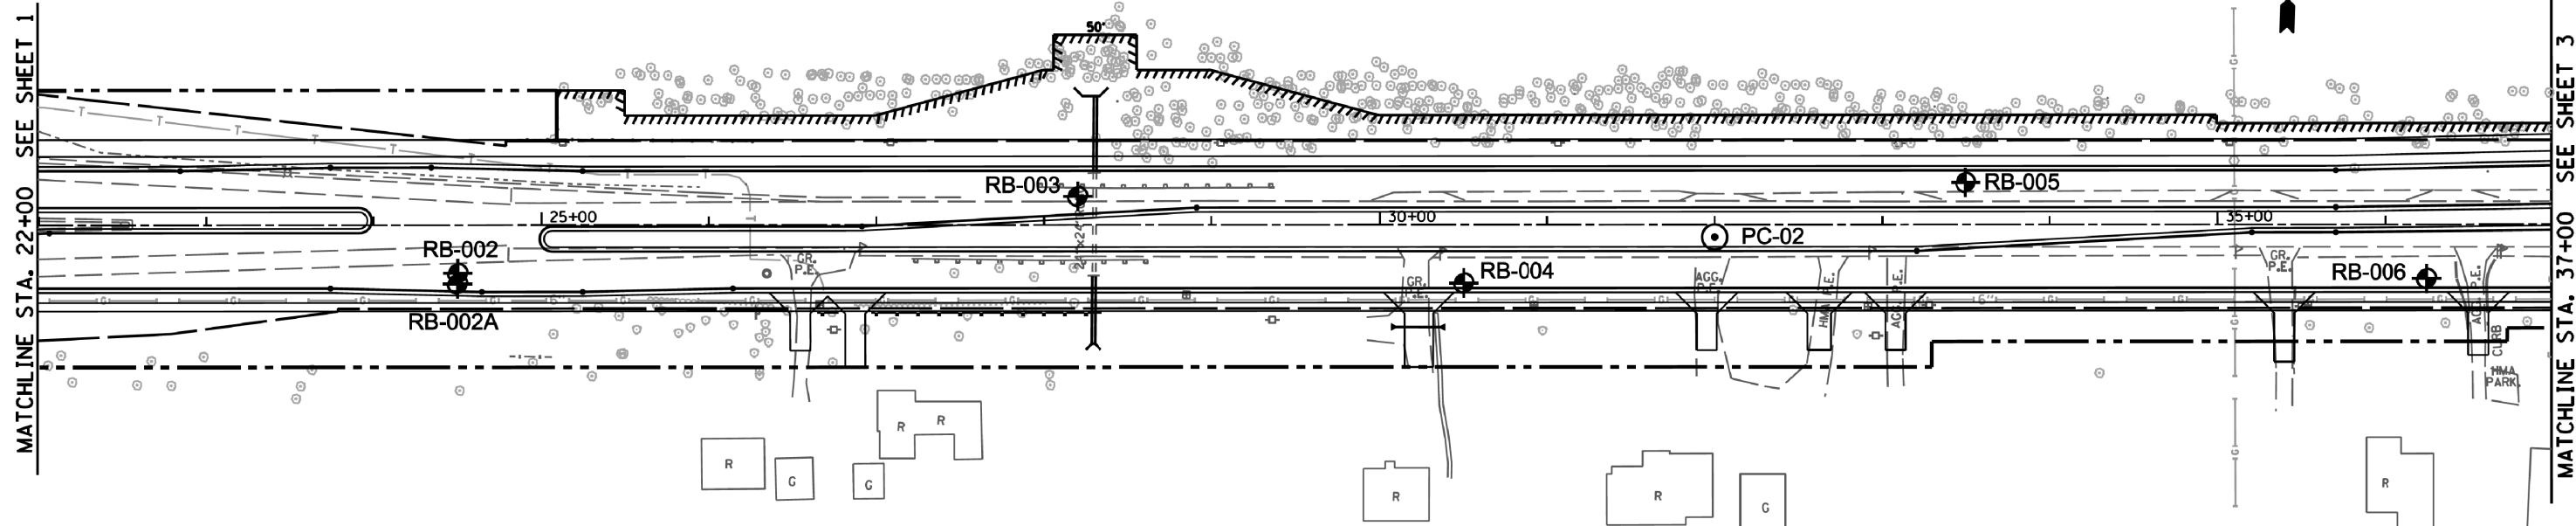 MATCHLINE STA. 22+00 SEE SHEET 1
50'
T T T T T T T T
RB-003
RB-005
25+00
30+00
35+00
RB-002
PC-02
RB-004
RB-006
RB-002A
GR.
P.E.
GR.
P.E.
AGG.
P.E.
HMA P.E.
AGG. P.E.
GR.
P.E.
AGG. P.E.
CURB
HMA
PARK.
R
G
G
R
R
R
R
G
R
MATCHLINE STA. 37+00 SEE SHEET 3